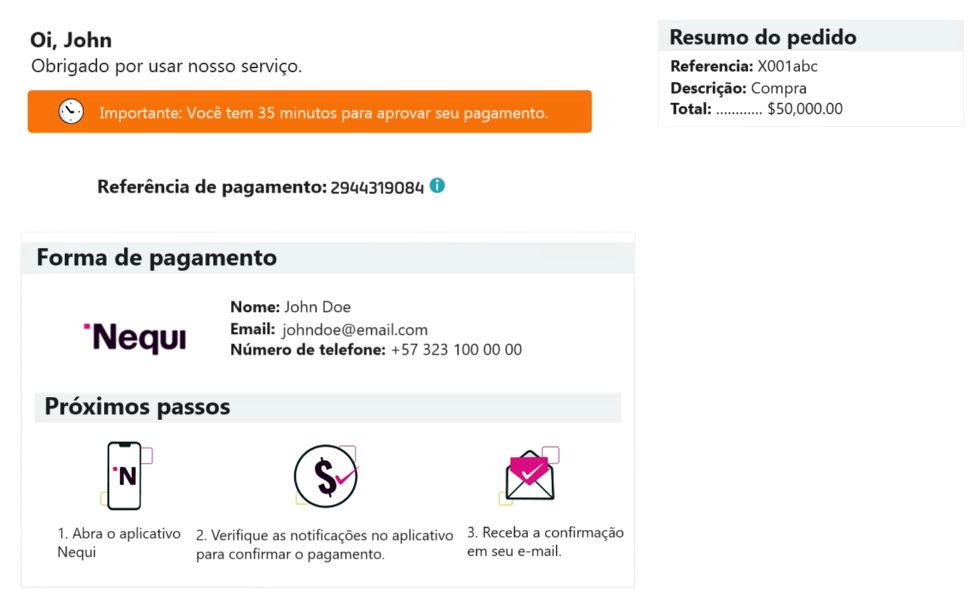 Oi, John
Obrigado por usar nosso serviço.
Importante: Você tem 35 minutos para aprovar seu pagamento.
Referência de pagamento: 2944319084
Resumo do pedido
Referencia: X001abc
Descrição: Compra
Total: ............ $50,000.00
Forma de pagamento
Nequi
Nome: John Doe
Email: johndoe@email.com
Número de telefone: +57 323 100 00 00
Próximos passos
N
$
1. Abra o aplicativo
Nequi
2. Verifique as notificações no aplicativo
para confirmar o pagamento.
3. Receba a confirmação
em seu e-mail.